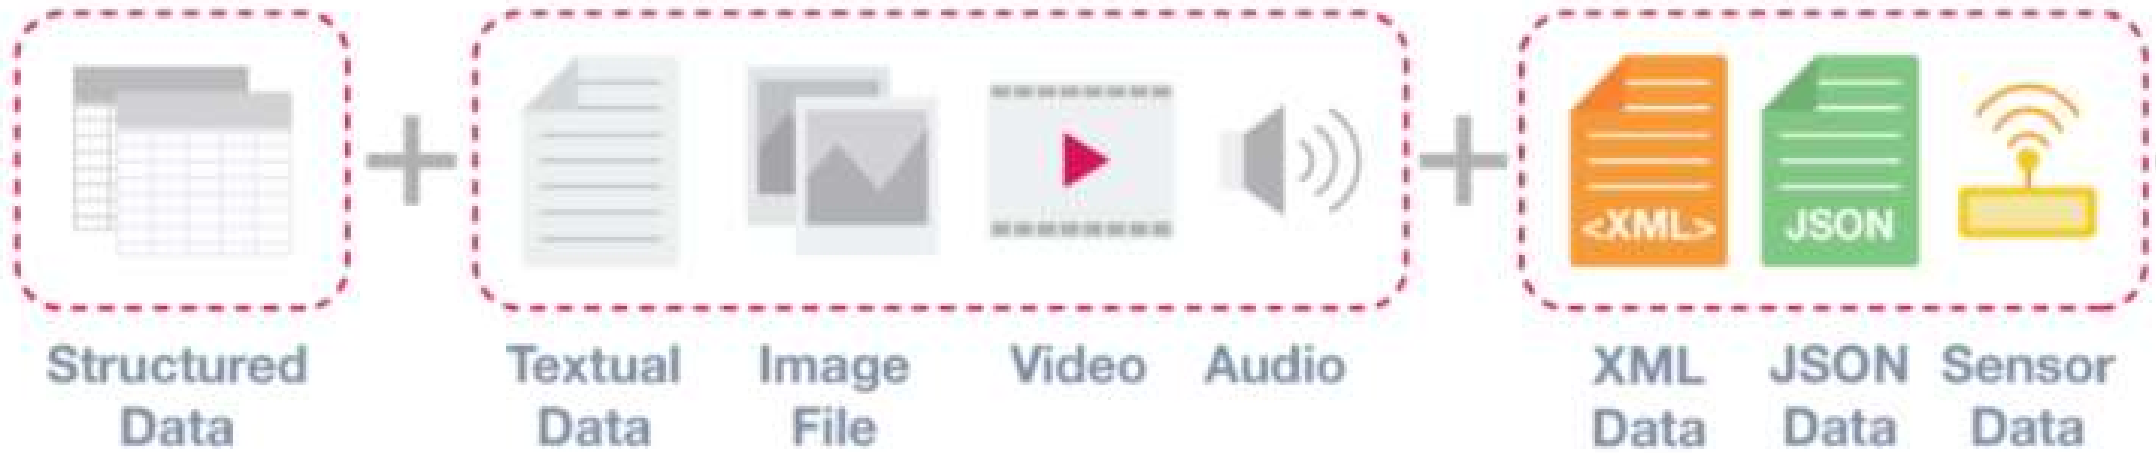 <XML>
JSON
Structured
Data
Textual
Data
Image
File
Video
Audio
XML
Data
JSON
Data
Sensor
Data